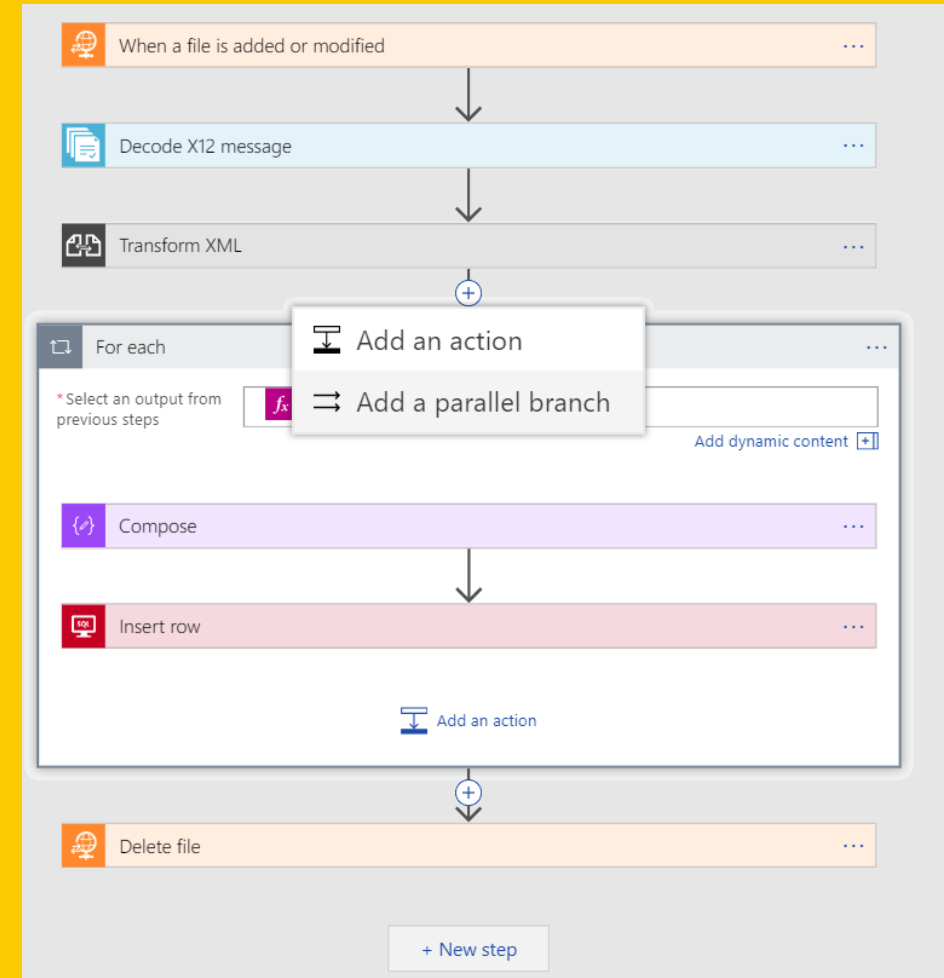 When a file is added or modified
Decode X12 message
Transform XML
For each
Add an action
Add a parallel branch
* Select an output from
previous steps
fx
Add dynamic content
Compose
SQL
Insert row
Add an action
Delete file
+ New step